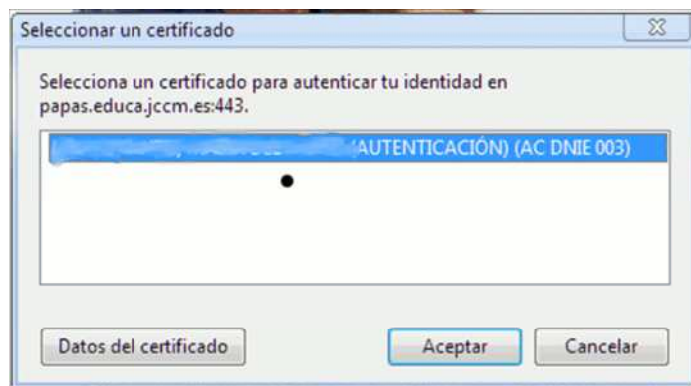 Seleccionar un certificado
Selecciona un certificado para autenticar tu identidad en
papas.educa.jccm.es:443.
(AUTENTICACIÓN) (AC DNIE 003)
Datos del certificado
Aceptar
Cancelar